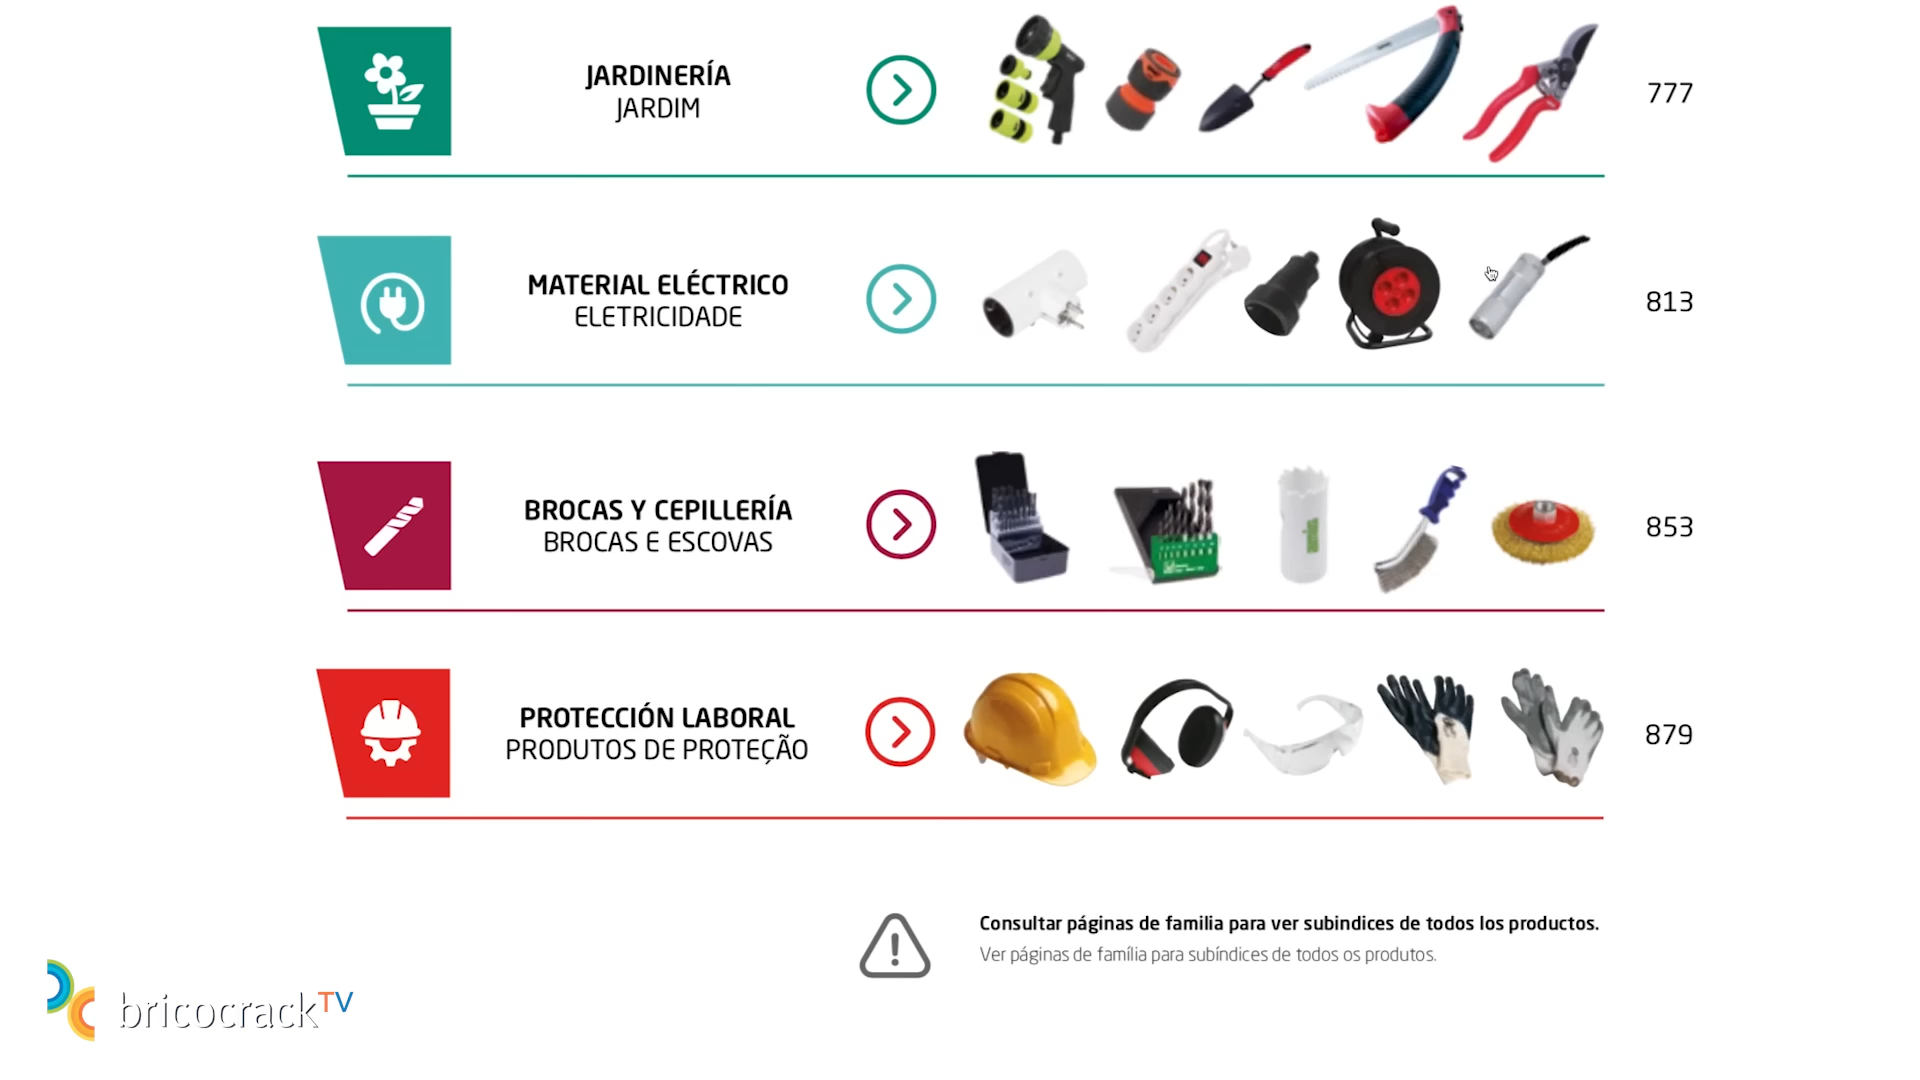 JARDINERÍA
JARDIM
777
MATERIAL ELÉCTRICO
ELETRICIDADE
813
BROCAS Y CEPILLERÍA
BROCAS E ESCOVAS
853
PROTECCIÓN LABORAL
PRODUTOS DE PROTEÇÃO
879
Consultar páginas de familia para ver subindices de todos los productos.
Ver páginas de família para subíndices de todos os produtos.
bricocrackTV